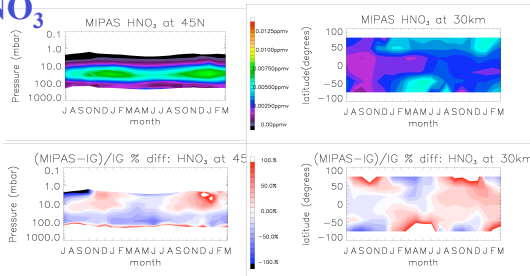 NO₃
MIPAS HNO₃ at 45N
Pressure (mbar)
0.1
1.0
10.0
100.0
1000.0
J A S O N D J F M A M J J A S O N D J F M
month
0.0125ppmv
0.0100ppmv
0.00750ppmv
0.00500ppmv
0.00250ppmv
0.00ppmv
MIPAS HNO₃ at 30km
latitude(degrees)
100
50
0
−50
−100
J A S O N D J F M A M J J A S O N D J F M
month
(MIPAS−IG)/IG % diff: HNO₃ at 45
Pressure (mbar)
0.1
1.0
10.0
100.0
1000.0
J A S O N D J F M A M J J A S O N D J F M
month
100.%
50.0%
0.00%
−50.0%
−100.%
(MIPAS−IG)/IG % diff: HNO₃ at 30km
latitude (degrees)
100
50
0
−50
−100
J A S O N D J F M A M J J A S O N D J F M
month